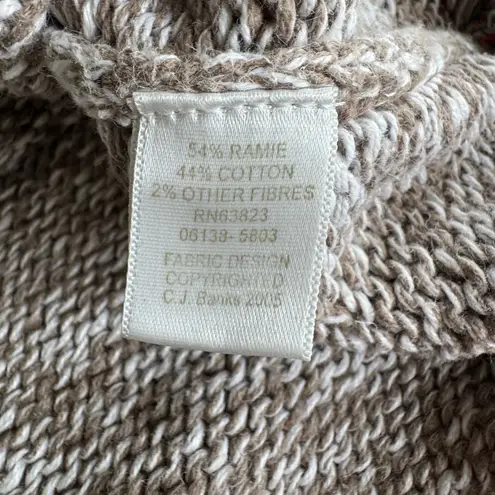 54% RAMIE
44% COTTON
2% OTHER FIBRES
RN63823
06138-5803
FABRIC DESIGN
COPYRIGHTED
C.J. Banks 2005